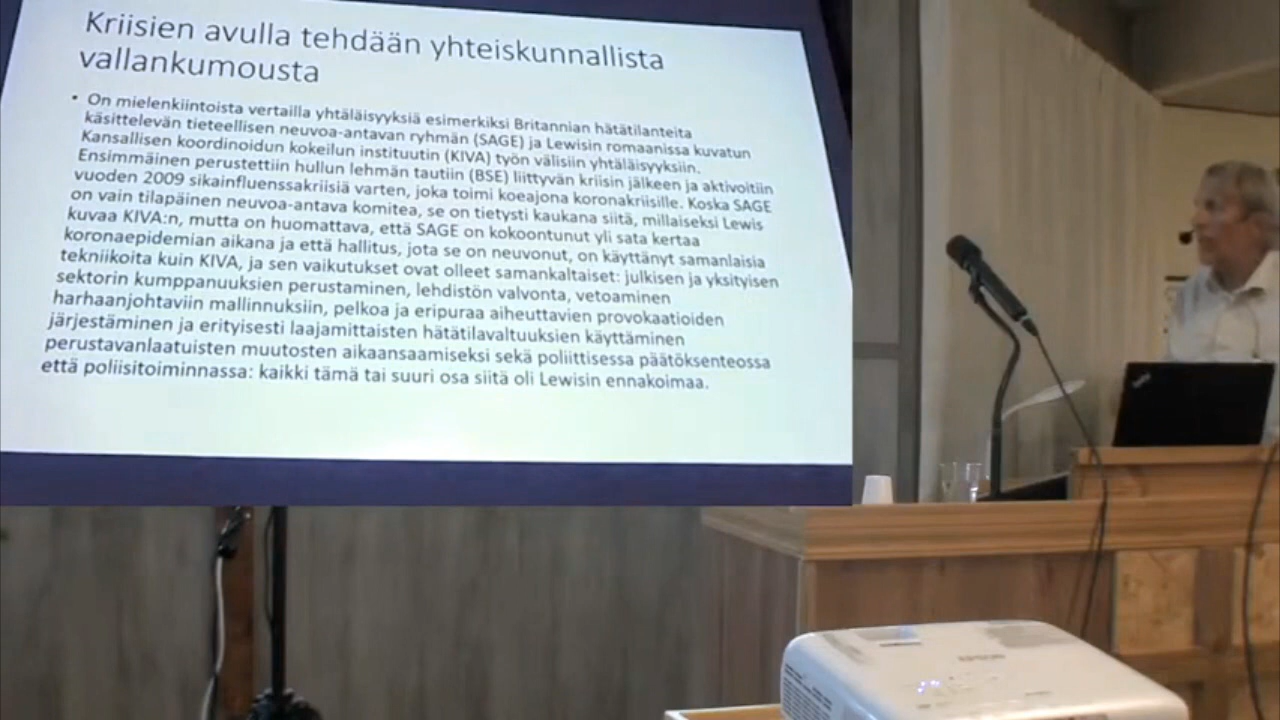 Kriisien avulla tehdään yhteiskunnallista
vallankumousta
• On mielenkiintoista vertailla yhtäläisyyksiä esimerkiksi Britannian hätätilanteita
käsittelevän tieteellisen neuvoa-antavan ryhmän (SAGE) ja Lewisin romaanissa kuvatun
Kansallisen koordinoidun kokeilun instituutin (KIVA) työn välisiin yhtäläisyyksiin.
Ensimmäinen perustettiin hullun lehmän tautiin (BSE) liittyvän kriisin jälkeen ja aktivoitiin
vuoden 2009 sikainfluenssakriisiä varten, joka toimi koeajona koronakriisille. Koska SAGE
on vain tilapäinen neuvoa-antava komitea, se on tietysti kaukana siitä, millaiseksi Lewis
kuvaa KIVA:n, mutta on huomattava, että SAGE on kokoontunut yli sata kertaa
koronaepidemian aikana ja että hallitus, jota se on neuvonut, on käyttänyt samanlaisia
tekniikoita kuin KIVA, ja sen vaikutukset ovat olleet samankaltaiset: julkisen ja yksityisen
sektorin kumppanuuksien perustaminen, lehdistön valvonta, vetoaminen
harhaanjohtaviin mallinnuksiin, pelkoa ja eripuraa aiheuttavien provokaatioiden
järjestäminen ja erityisesti laajamittaisten hätätilavaltuuksien käyttäminen
perustavanlaatuisten muutosten aikaansaamiseksi sekä poliittisessa päätöksenteossa
että poliisitoiminnassa: kaikki tämä tai suuri osa siitä oli Lewisin ennakoimaa.
EPSON